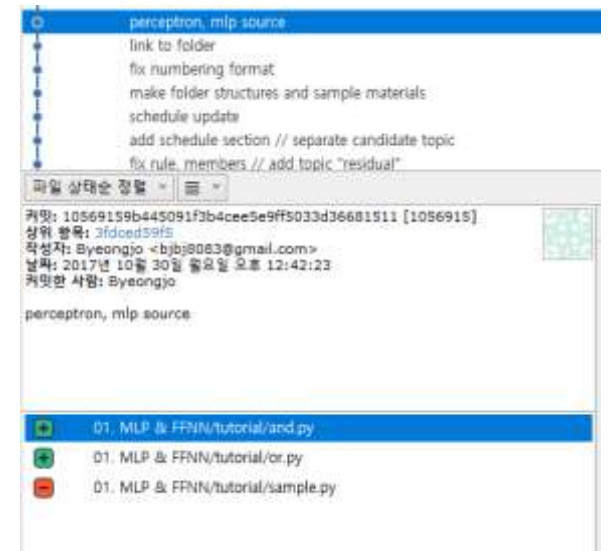 perceptron, mlp source
link to folder
fix numbering format
make folder structures and sample materials
schedule update
add schedule section // separate candidate topic
fix rule, members // add topic "residual"
파일 상태순 정렬
커밋: 10569159b445091f3b4cee5e9ff5033d36681511 [1056915]
상위 항목: 3fdced59f5
작성자: Byeongjo <bjbj8083@gmail.com>
날짜: 2017년 10월 30일 월요일 오후 12:42:23
커밋한 사람: Byeongjo
perceptron, mlp source
01. MLP & FFNN/tutorial/and.py
01. MLP & FFNN/tutorial/or.py
01. MLP & FFNN/tutorial/sample.py